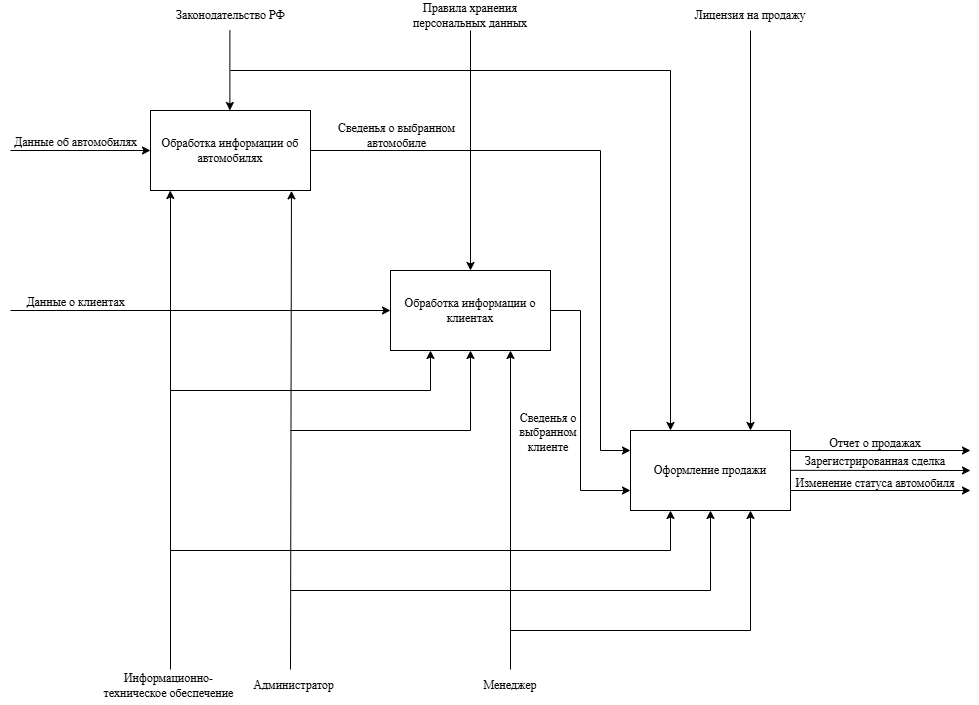 Законодательство РФ
Правила хранения
персональных данных
Лицензия на продажу
Данные об автомобилях
Обработка информации об
автомобилях
Сведенья о выбранном
автомобиле
Данные о клиентах
Обработка информации о
клиентах
Сведенья о
выбранном
клиенте
Оформление продажи
Отчет о продажах
Зарегистрированная сделка
Изменение статуса автомобиля
Информационно-
техническое обеспечение
Администратор
Менеджер